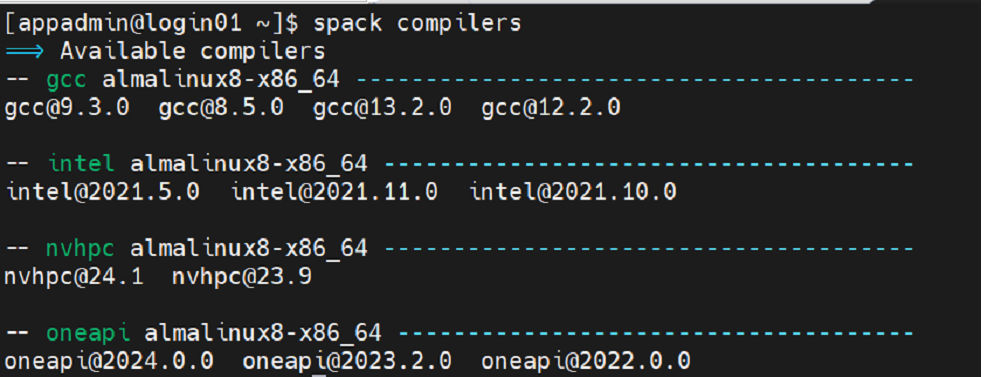 [appadmin@login01 ~]$ spack compilers
==> Available compilers
-- gcc almalinux8-x86_64 ----------------------------------------
gcc@9.3.0  gcc@8.5.0  gcc@13.2.0  gcc@12.2.0
-- intel almalinux8-x86_64 --------------------------------------
intel@2021.5.0  intel@2021.11.0  intel@2021.10.0
-- nvhpc almalinux8-x86_64 --------------------------------------
nvhpc@24.1  nvhpc@23.9
-- oneapi almalinux8-x86_64 -------------------------------------
oneapi@2024.0.0  oneapi@2023.2.0  oneapi@2022.0.0